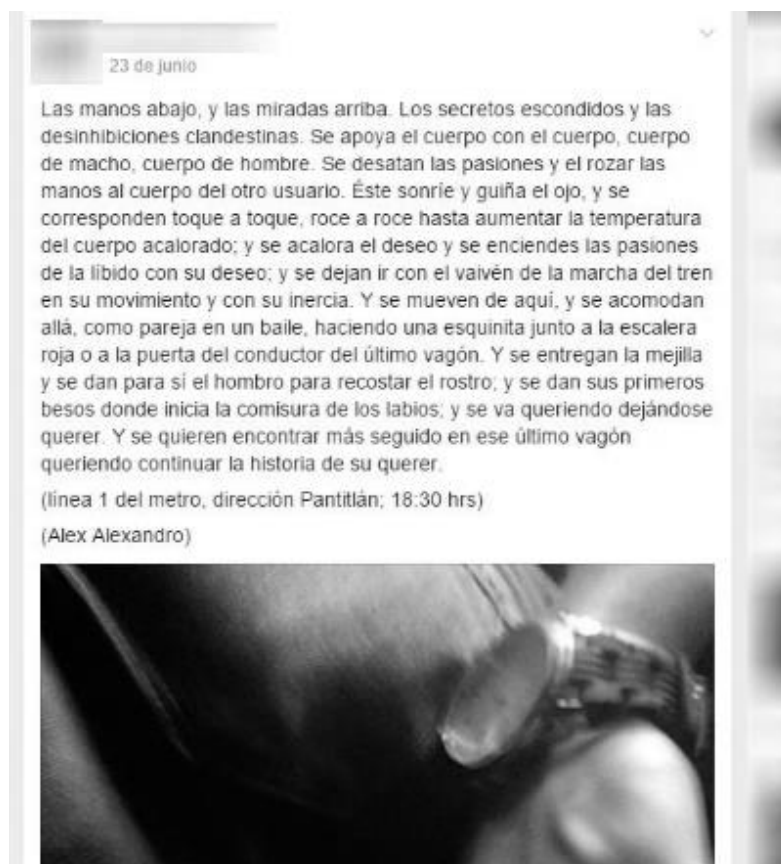 23 de junio
Las manos abajo, y las miradas arriba. Los secretos escondidos y las
desinhibiciones clandestinas. Se apoya el cuerpo con el cuerpo, cuerpo
de macho, cuerpo de hombre. Se desatan las pasiones y el rozar las
manos al cuerpo del otro usuario. Éste sonríe y guiña el ojo, y se
corresponden toque a toque, roce a roce hasta aumentar la temperatura
del cuerpo acalorado; y se acalora el deseo y se enciendes las pasiones
de la líbido con su deseo; y se dejan ir con el vaivén de la marcha del tren
en su movimiento y con su inercia. Y se mueven de aquí, y se acomodan
allá, como pareja en un baile, haciendo una esquinita junto a la escalera
roja o a la puerta del conductor del último vagón. Y se entregan la mejilla
y se dan para sí el hombro para recostar el rostro; y se dan sus primeros
besos donde inicia la comisura de los labios; y se va queriendo dejándose
querer. Y se quieren encontrar más seguido en ese último vagón
queriendo continuar la historia de su querer.
(línea 1 del metro, dirección Pantitlán; 18:30 hrs)
(Alex Alexandro)